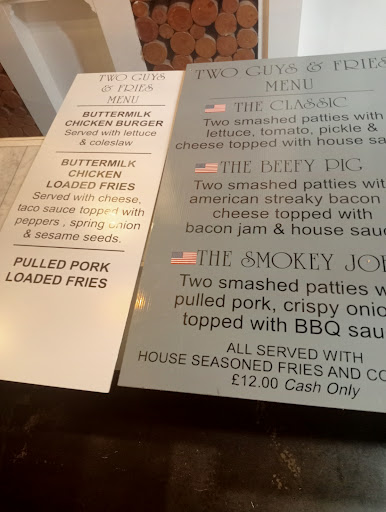 TWO GUYS
& FRIES
MENU
BUTTERMILK
CHICKEN BURGER
Served with lettuce
& coleslaw
BUTTERMILK
CHICKEN
LOADED FRIES
Served with cheese,
taco sauce topped with
peppers , spring onion
& sesame seeds.
PULLED PORK
LOADED FRIES
TWO GUYS & FRIES
MENU
THE CLASSIC
Two smashed patties with
lettuce, tomato, pickle &
cheese topped with house
THE BEEFY PIG
Two smashed patties
american streaky bacon
cheese topped with
bacon jam & house
THE SMOKEY
Two smashed patties
pulled pork, crispy
topped with BBQ
ALL SERVED WITH
HOUSE SEASONED FRIES AND
£12.00 Cash Only